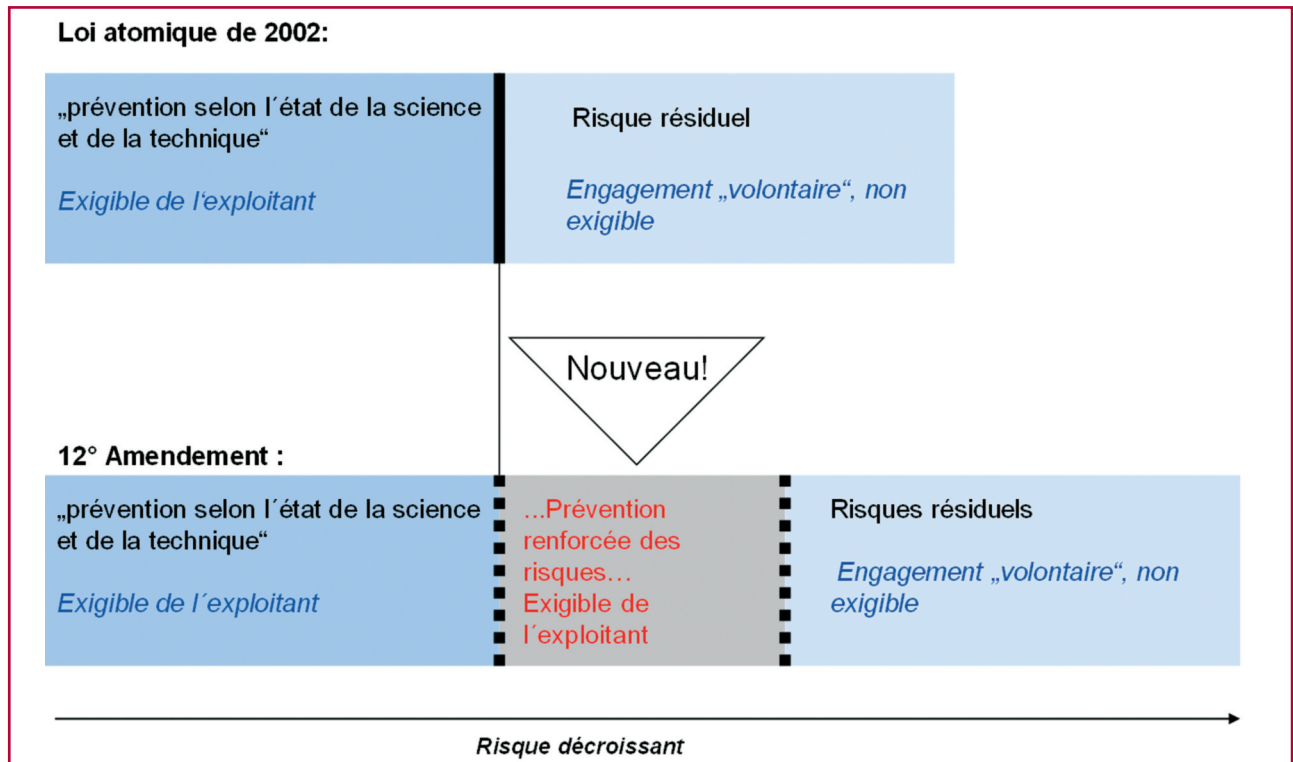 Loi atomique de 2002:
„prévention selon l´état de la science
et de la technique“
Exigible de l‘exploitant
Risque résiduel
Engagement „volontaire“, non
exigible
Nouveau!
12° Amendement :
„prévention selon l´état de la science
et de la technique“
Exigible de l´exploitant
...Prévention
renforcée des
risques...
Exigible de
l´exploitant
Risques résiduels
Engagement „volontaire“, non
exigible
Risque décroissant